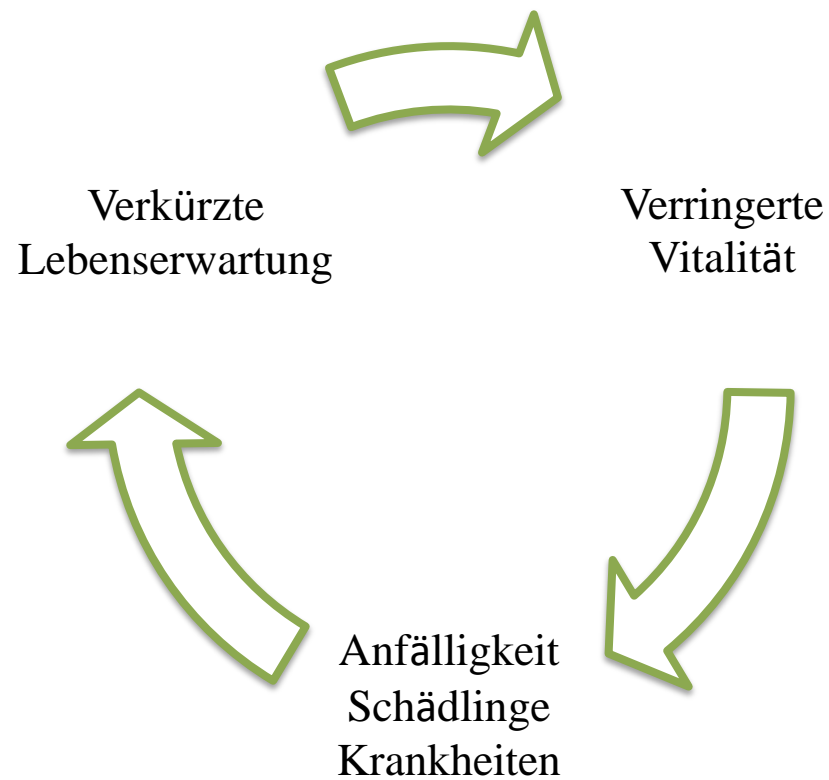 Verkürzte
Lebenserwartung
Verringerte
Vitalität
Anfälligkeit
Schädlinge
Krankheiten